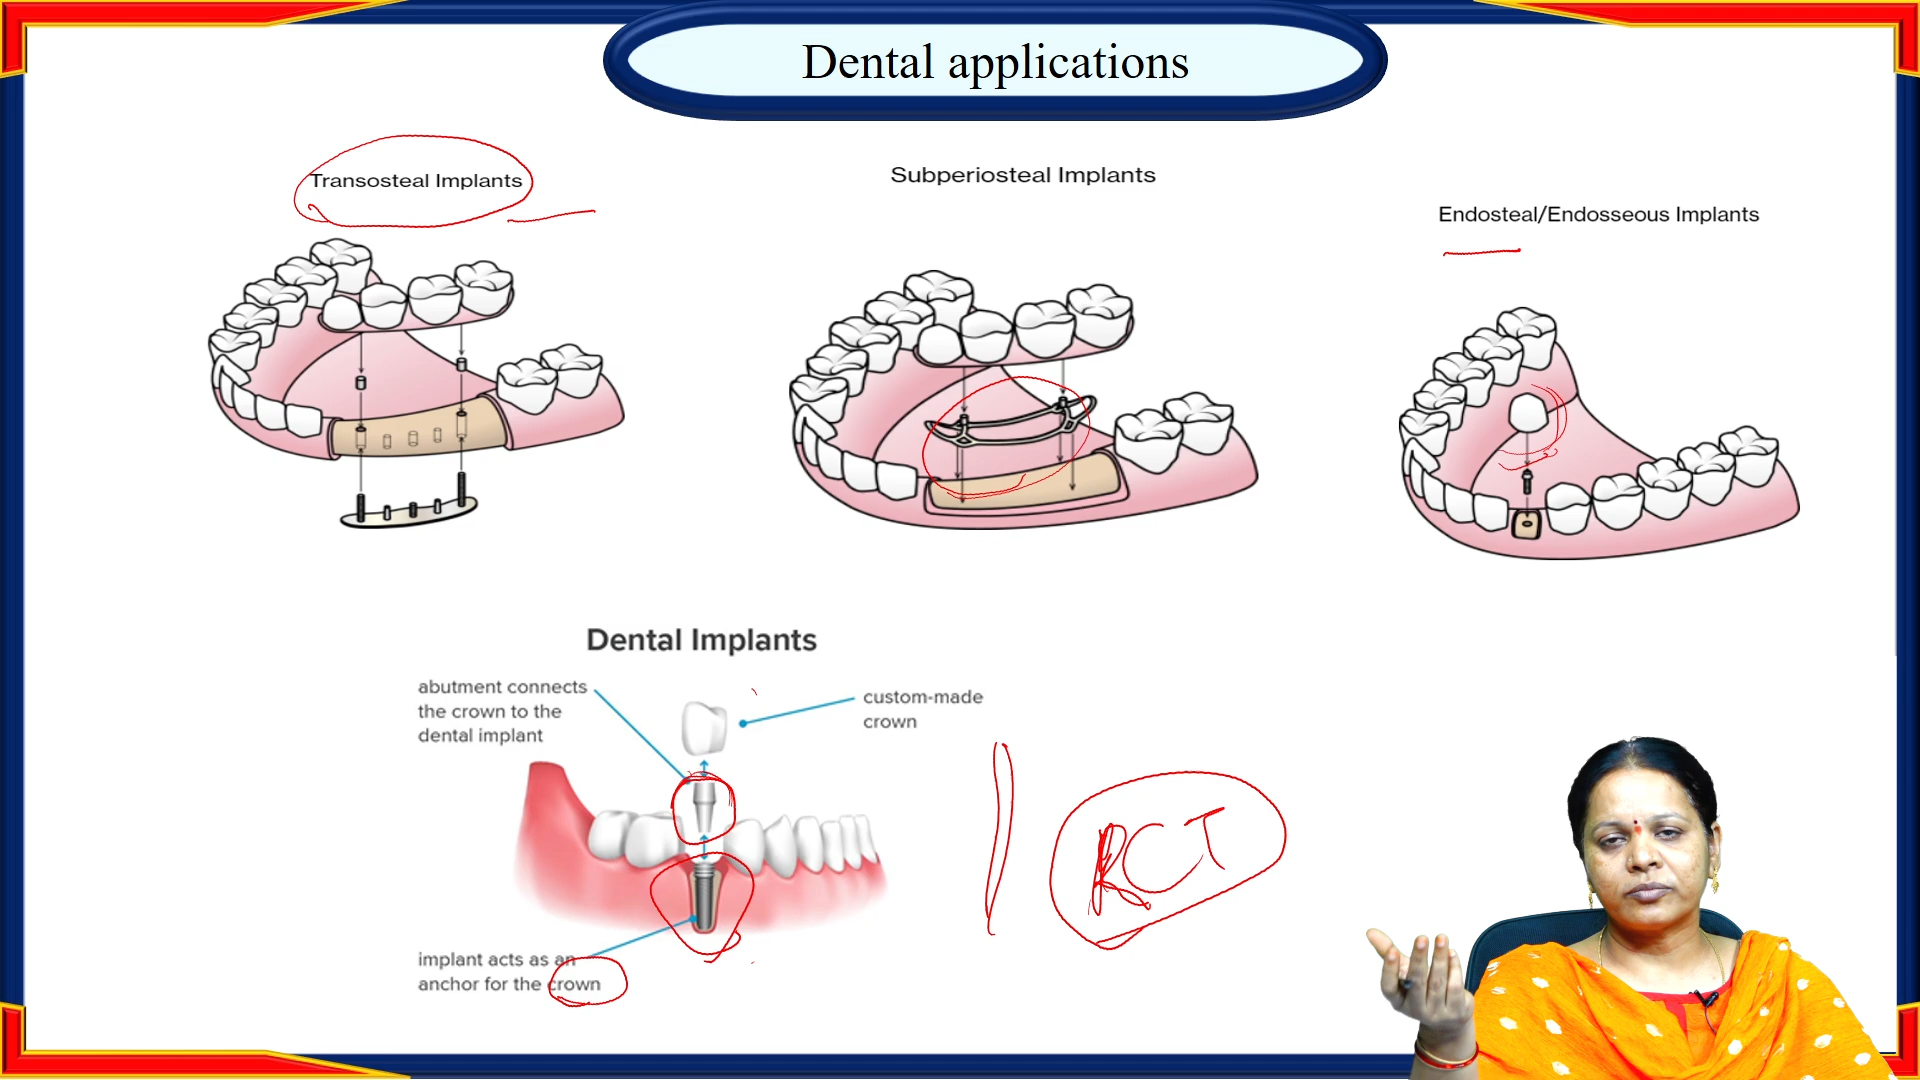 Dental applications
Transosteal Implants
Subperiosteal Implants
Endosteal/Endosseous Implants
Dental Implants
abutment connects
the crown to the
dental implant
custom-made
crown
RCT
implant acts as an
anchor for the crown